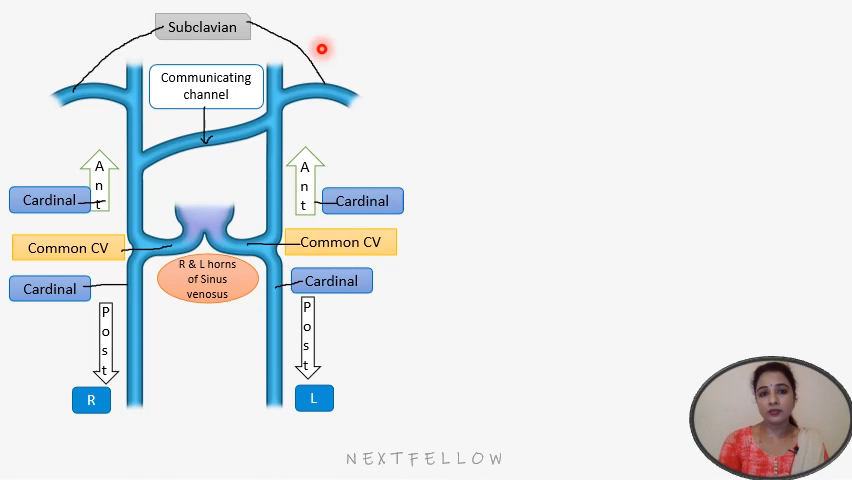 Subclavian
Communicating
channel
A
n
t
A
n
t
Cardinal
Cardinal
Common CV
Common CV
R & L horns
of Sinus
venosus
Cardinal
Cardinal
P
o
s
t
P
o
s
t
R
L
NEXTFELLOW